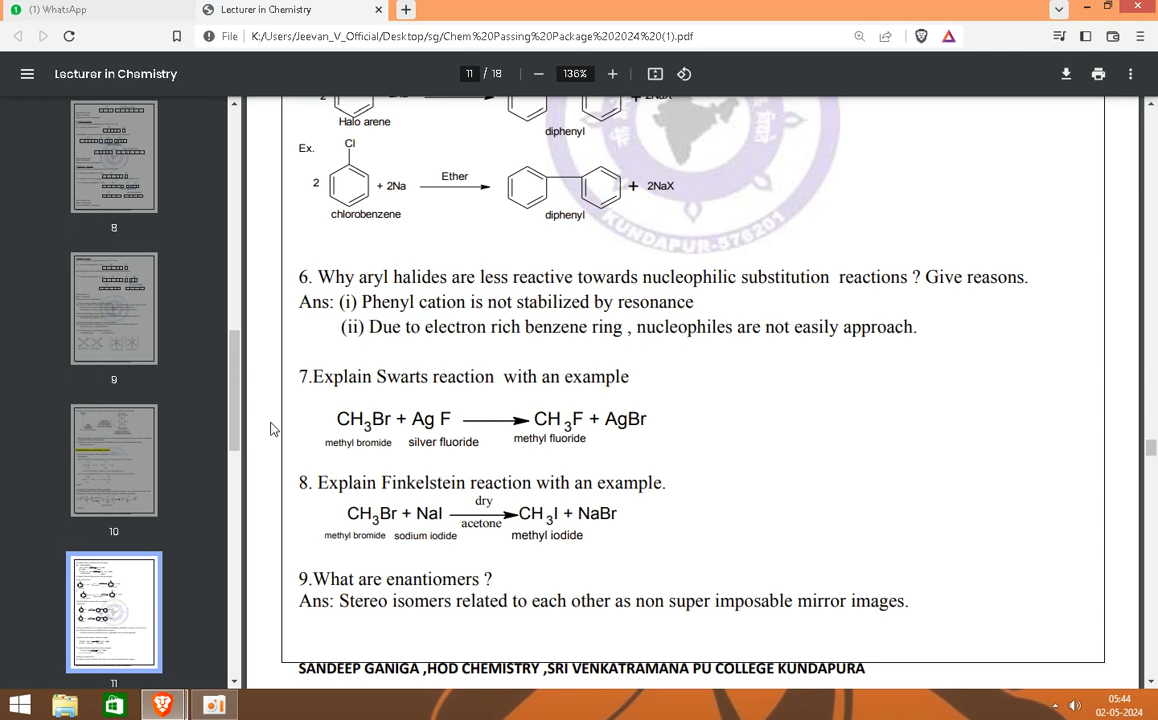 (1) WhatsApp
Lecturer in Chemistry
File
K:/Users/Jeevan_V_Official/Desktop/sg/Chem%20Passing%20Package%202024%20(1).pdf
Lecturer in Chemistry
11 / 18
136%
8
9
10
11
2
Halo arene
diphenyl
Ex.
Cl
2
+ 2Na
Ether
+ 2NaX
chlorobenzene
diphenyl
KUNDAPUR-576201
6. Why aryl halides are less reactive towards nucleophilic substitution reactions ? Give reasons.
Ans: (i) Phenyl cation is not stabilized by resonance
(ii) Due to electron rich benzene ring , nucleophiles are not easily approach.
7.Explain Swarts reaction with an example
CH3Br + Ag F CH3F + AgBr
methyl bromide silver fluoride methyl fluoride
8. Explain Finkelstein reaction with an example.
dry
CH3Br + NaI CH3I + NaBr
acetone
methyl bromide sodium iodide methyl iodide
9.What are enantiomers ?
Ans: Stereo isomers related to each other as non super imposable mirror images.
SANDEEP GANIGA ,HOD CHEMISTRY ,SRI VENKATRAMANA PU COLLEGE KUNDAPURA
05:44
02-05-2024